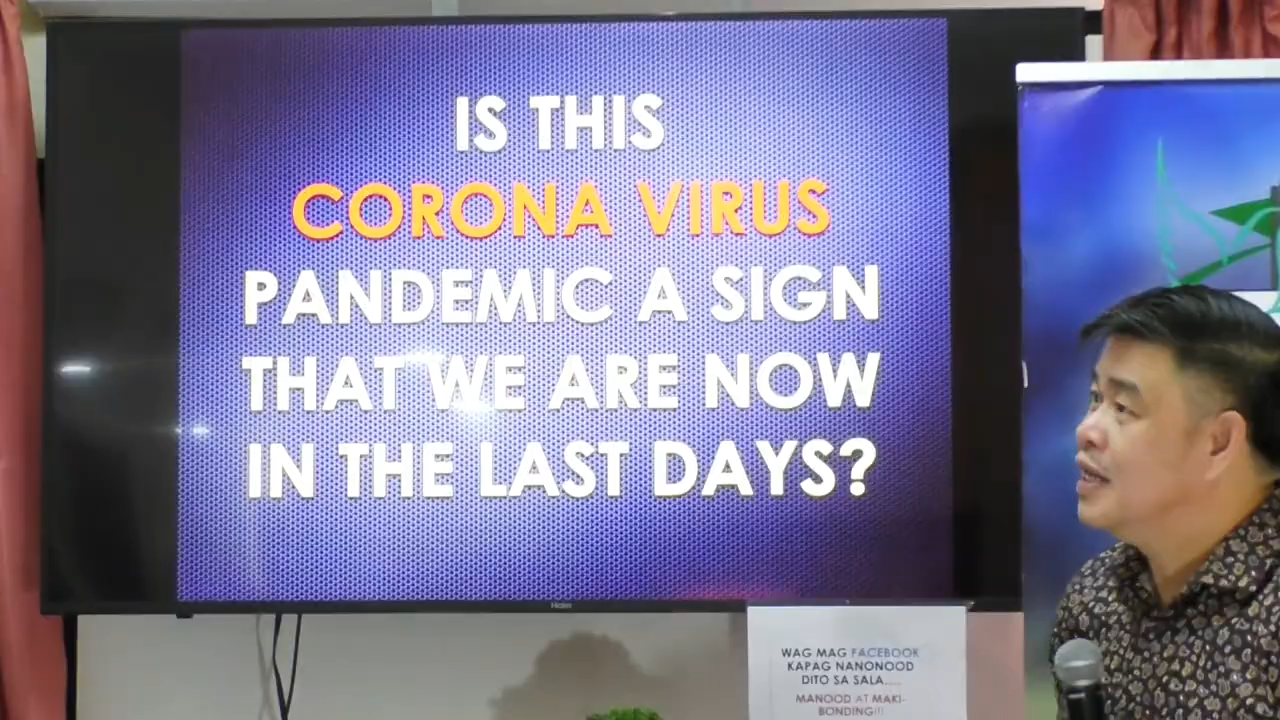 IS THIS
CORONA VIRUS
PANDEMIC A SIGN
THAT WE ARE NOW
IN THE LAST DAYS?
Haier
WAG MAG FACEBOOK
KAPAG NANONOOD
DITO SA SALA.....
MANOOD AT MAKI-
BONDING!!!